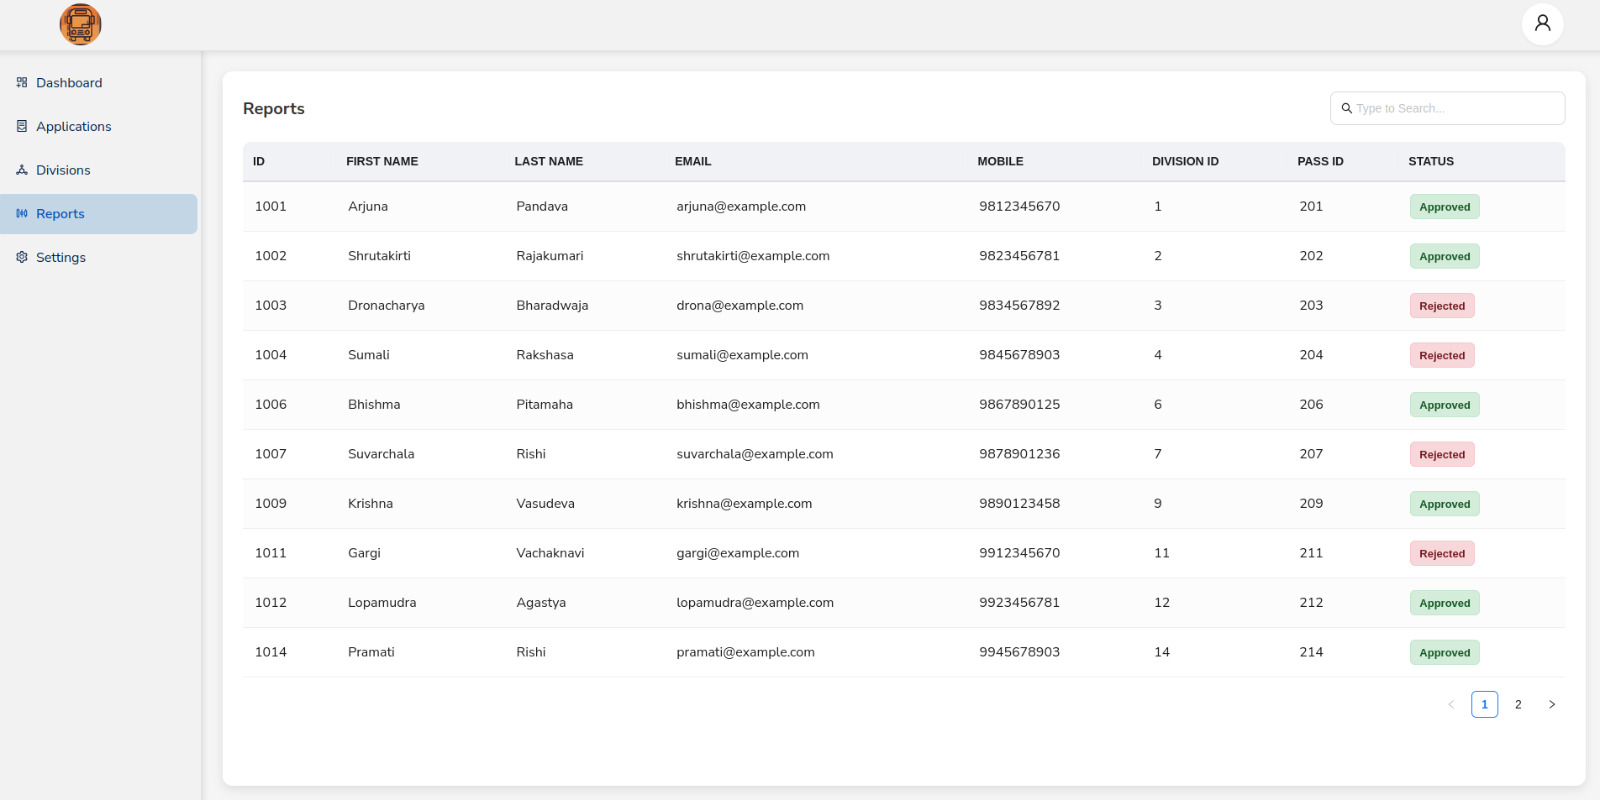 Dashboard
Applications
Divisions
Reports
Settings
Reports
Type to Search...
ID FIRST NAME LAST NAME EMAIL MOBILE DIVISION ID PASS ID STATUS
1001 Arjuna Pandava arjuna@example.com 9812345670 1 201 Approved
1002 Shrutakirti Rajakumari shrutakirti@example.com 9823456781 2 202 Approved
1003 Dronacharya Bharadwaja drona@example.com 9834567892 3 203 Rejected
1004 Sumali Rakshasa sumali@example.com 9845678903 4 204 Rejected
1006 Bhishma Pitamaha bhishma@example.com 9867890125 6 206 Approved
1007 Suvarchala Rishi suvarchala@example.com 9878901236 7 207 Rejected
1009 Krishna Vasudeva krishna@example.com 9890123458 9 209 Approved
1011 Gargi Vachaknavi gargi@example.com 9912345670 11 211 Rejected
1012 Lopamudra Agastya lopamudra@example.com 9923456781 12 212 Approved
1014 Pramati Rishi pramati@example.com 9945678903 14 214 Approved
1 2